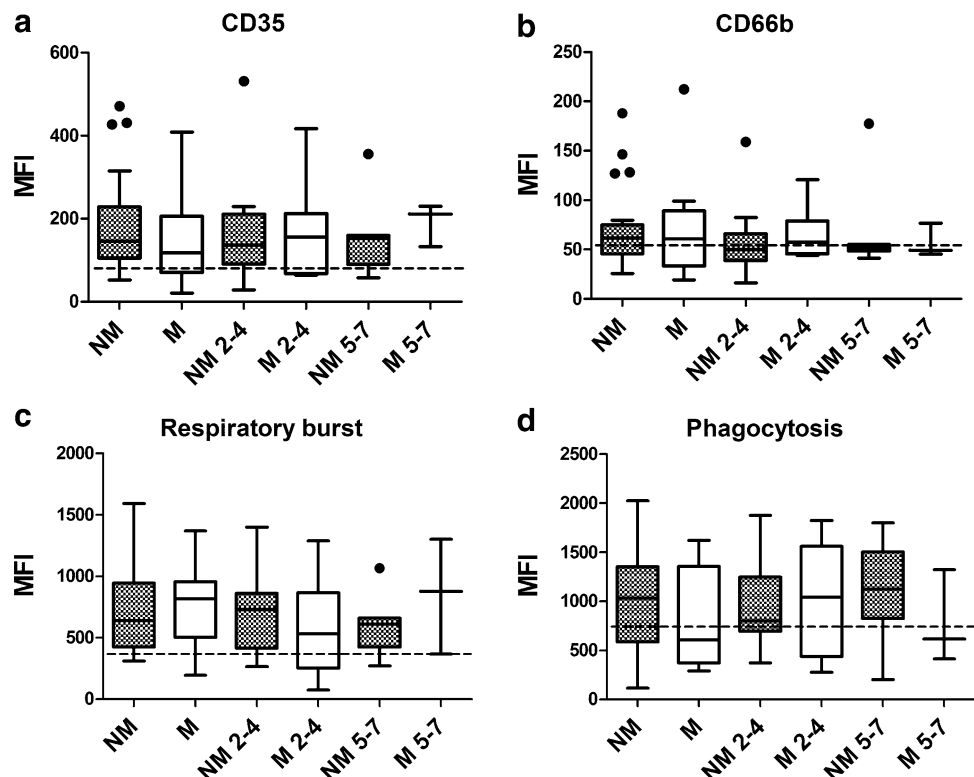 a
CD35
MFI
600
400
200
0
NM
M
NM 2-4
M 2-4
NM 5-7
M 5-7
b
CD66b
MFI
250
200
150
100
50
0
NM
M
NM 2-4
M 2-4
NM 5-7
M 5-7
c
Respiratory burst
MFI
2000
1500
1000
500
0
NM
M
NM 2-4
M 2-4
NM 5-7
M 5-7
d
Phagocytosis
MFI
2500
2000
1500
1000
500
0
NM
M
NM 2-4
M 2-4
NM 5-7
M 5-7